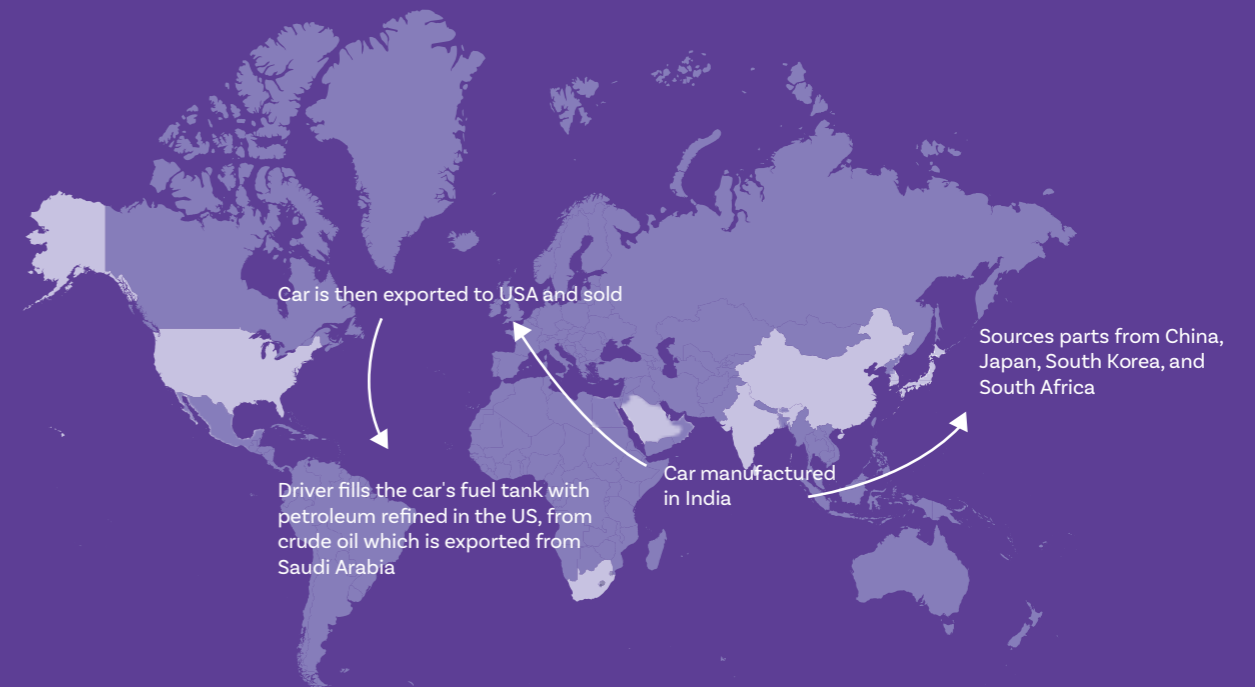 Car is then exported to USA and sold
Sources parts from China,
Japan, South Korea, and
South Africa
Car manufactured
in India
Driver fills the car's fuel tank with
petroleum refined in the US, from
crude oil which is exported from
Saudi Arabia